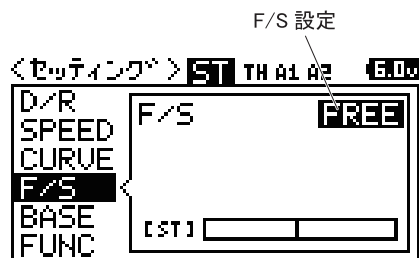 F/S 設定
<セッティング> ST TH A1 A2 6.0v
D/R
SPEED
CURVE
F/S
BASE
FUNC
F/S FREE
[ST]